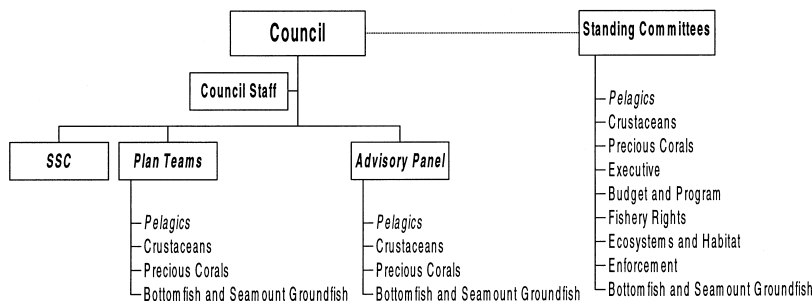 Council
Standing Committees
Council Staff
SSC
Plan Teams
Advisory Panel
Pelagics
Crustaceans
Precious Corals
Bottomfish and Seamount Groundfish
Pelagics
Crustaceans
Precious Corals
Bottomfish and Seamount Groundfish
Pelagics
Crustaceans
Precious Corals
Executive
Budget and Program
Fishery Rights
Ecosystems and Habitat
Enforcement
Bottomfish and Seamount Groundfish